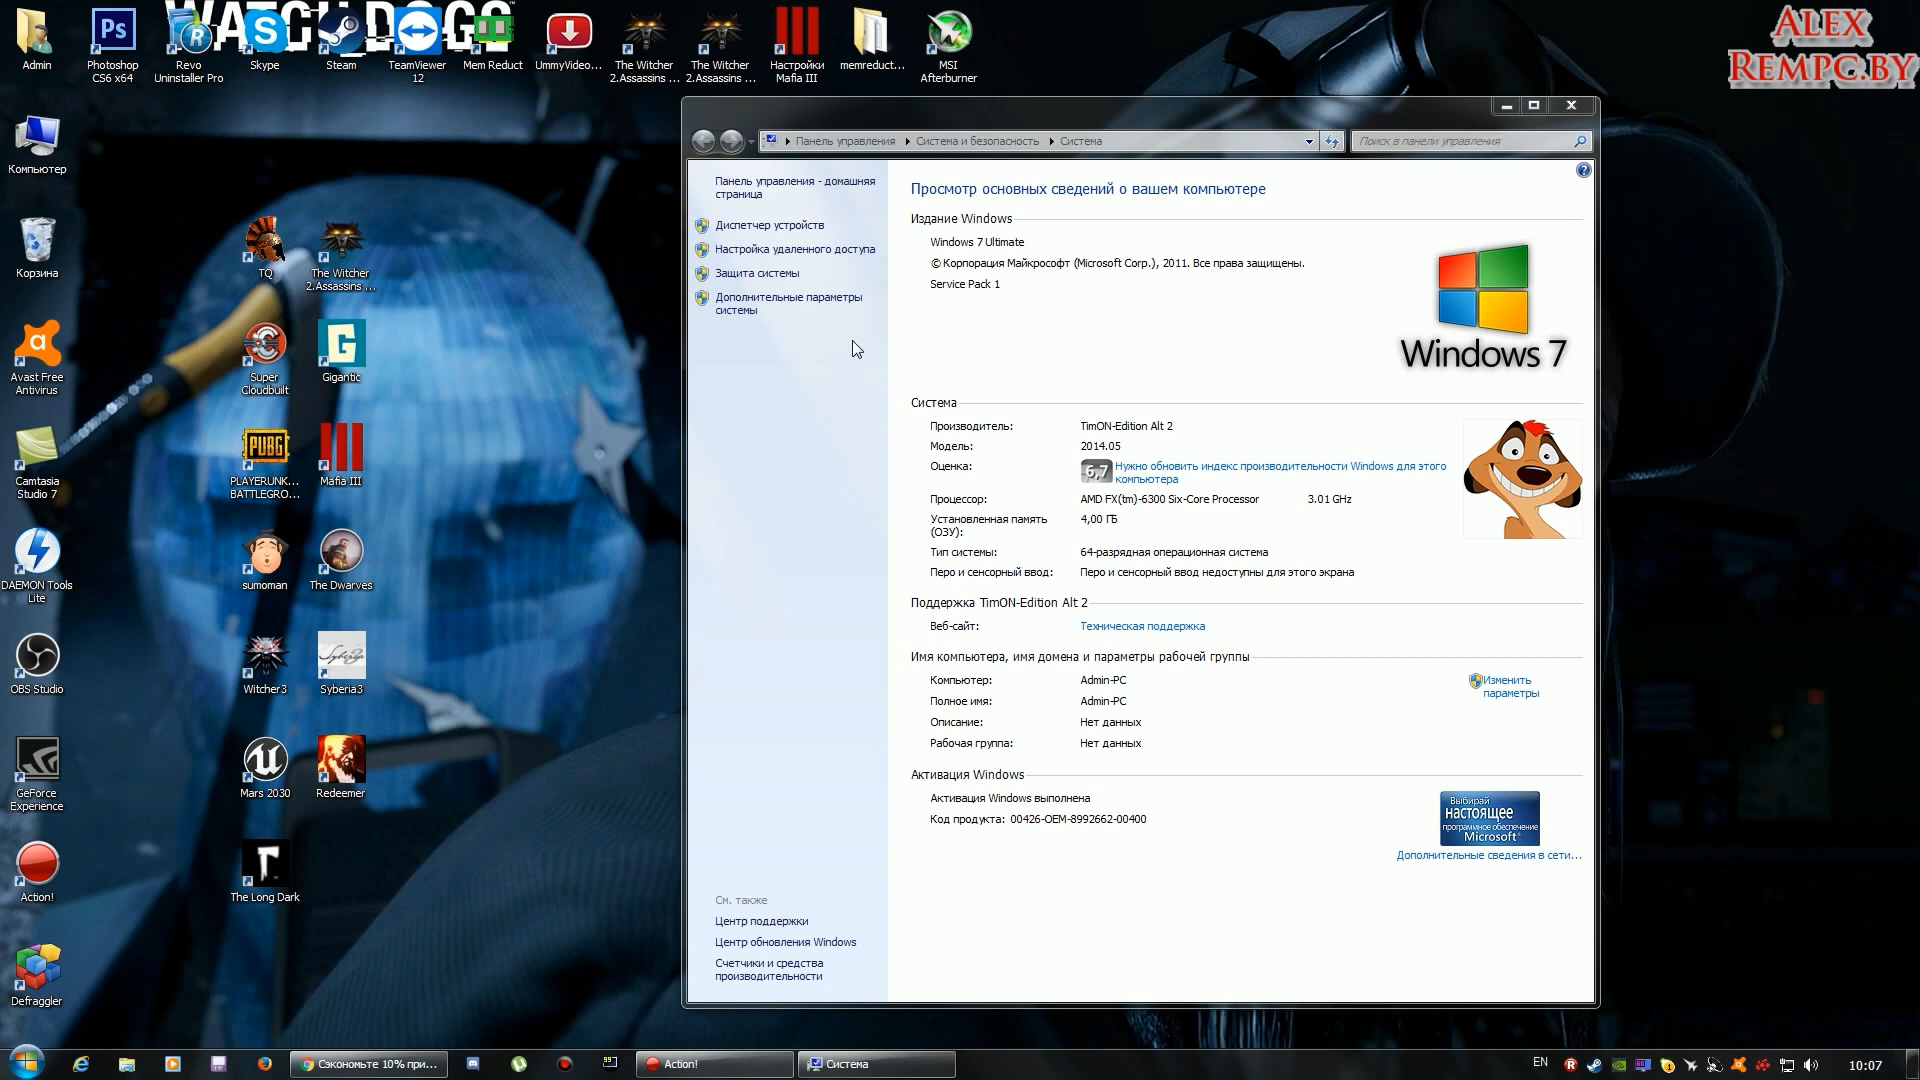 WATCH_DOGS
Alex
Rempc.by
Admin
Photoshop
CS6 x64
Revo
Uninstaller Pro
Skype
Steam
TeamViewer
12
Mem Reduct
UmmyVideo...
The Witcher
2.Assassins ...
The Witcher
2.Assassins ...
Настройки
Mafia III
memreduct...
MSI
Afterburner
Компьютер
Корзина
Avast Free
Antivirus
Camtasia
Studio 7
DAEMON Tools
Lite
OBS Studio
GeForce
Experience
Action!
Defraggler
TQ
The Witcher
2.Assassins ...
Super
Cloudbuilt
Gigantic
PUBG
PLAYERUNK...
BATTLEGRO...
Mafia III
sumoman
The Dwarves
Witcher3
Syberia3
Mars 2030
Redeemer
The Long Dark
Панель управления
Система и безопасность
Система
Поиск в панели управления
Панель управления - домашняя
страница
Диспетчер устройств
Настройка удаленного доступа
Защита системы
Дополнительные параметры
системы
См. также
Центр поддержки
Центр обновления Windows
Счетчики и средства
производительности
Просмотр основных сведений о вашем компьютере
Издание Windows
Windows 7 Ultimate
© Корпорация Майкрософт (Microsoft Corp.), 2011. Все права защищены.
Service Pack 1
Windows 7
Система
Производитель: TimON-Edition Alt 2
Модель: 2014.05
Оценка: 6,7 Нужно обновить индекс производительности Windows для этого
компьютера
Процессор: AMD FX(tm)-6300 Six-Core Processor 3.01 GHz
Установленная память
(ОЗУ): 4,00 ГБ
Тип системы: 64-разрядная операционная система
Перо и сенсорный ввод: Перо и сенсорный ввод недоступны для этого экрана
Поддержка TimON-Edition Alt 2
Веб-сайт: Техническая поддержка
Имя компьютера, имя домена и параметры рабочей группы
Компьютер: Admin-PC
Изменить
параметры
Полное имя: Admin-PC
Описание: Нет данных
Рабочая группа: Нет данных
Активация Windows
Активация Windows выполнена
Код продукта: 00426-OEM-8992662-00400
Выбирай
настоящее
программное обеспечение
Microsoft
Дополнительные сведения в сети...
Сэкономьте 10% при...
Action!
Система
EN
10:07